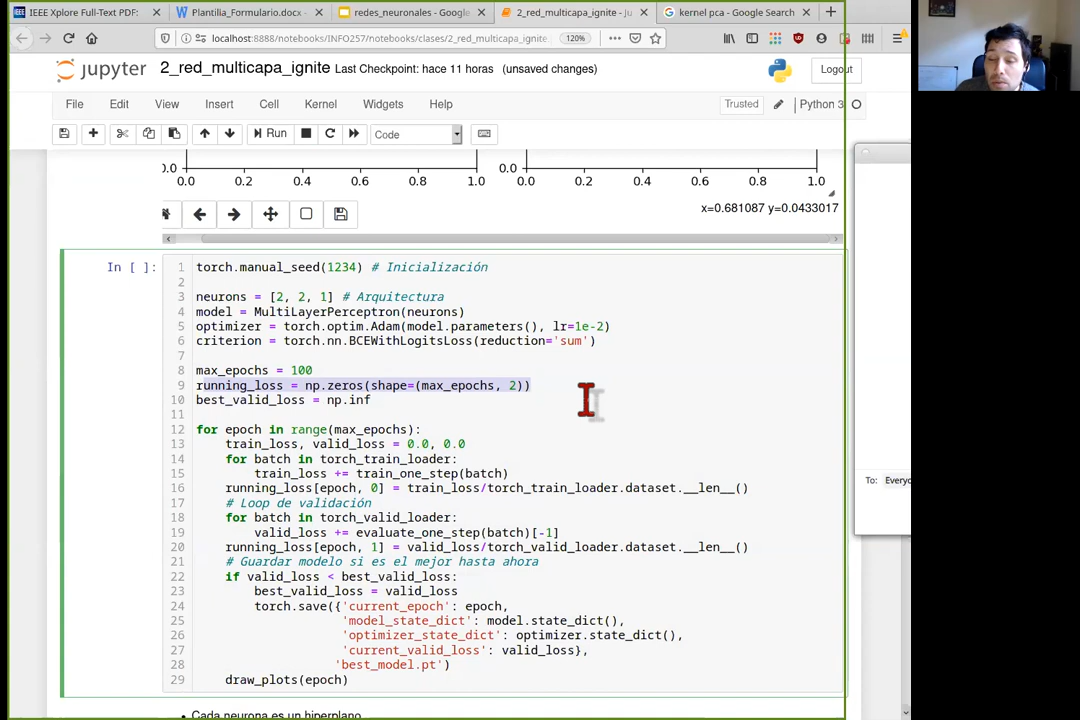 IEEE Xplore Full-Text PDF:
Plantilia_Formulario.docx -
redes_neuronales - Google
2_red_multicapa_ignite - Ju
kernel pca - Google Search
localhost:8888/notebooks/INFO257/notebooks/clases/2_red_multicapa_ignite
120%
jupyter 2_red_multicapa_ignite Last Checkpoint: hace 11 horas (unsaved changes)
Logout
File Edit View Insert Cell Kernel Widgets Help
Trusted
Python 3
Run
Code
0.0 0.0
0.0 0.2 0.4 0.6 0.8 1.0 0.0 0.2 0.4 0.6 0.8 1.0
x=0.681087 y=0.0433017
In [ ]:
1 torch.manual_seed(1234) # Inicialización
2
3 neurons = [2, 2, 1] # Arquitectura
4 model = MultiLayerPerceptron(neurons)
5 optimizer = torch.optim.Adam(model.parameters(), lr=1e-2)
6 criterion = torch.nn.BCEWithLogitsLoss(reduction='sum')
7
8 max_epochs = 100
9 running_loss = np.zeros(shape=(max_epochs, 2))
10 best_valid_loss = np.inf
11
12 for epoch in range(max_epochs):
13 train_loss, valid_loss = 0.0, 0.0
14 for batch in torch_train_loader:
15 train_loss += train_one_step(batch)
16 running_loss[epoch, 0] = train_loss/torch_train_loader.dataset.__len__()
17 # Loop de validación
18 for batch in torch_valid_loader:
19 valid_loss += evaluate_one_step(batch)[-1]
20 running_loss[epoch, 1] = valid_loss/torch_valid_loader.dataset.__len__()
21 # Guardar modelo si es el mejor hasta ahora
22 if valid_loss < best_valid_loss:
23 best_valid_loss = valid_loss
24 torch.save({'current_epoch': epoch,
25 'model_state_dict': model.state_dict(),
26 'optimizer_state_dict': optimizer.state_dict(),
27 'current_valid_loss': valid_loss},
28 'best_model.pt')
29 draw_plots(epoch)
To: Everyo
• Cada neurona es un hiperplano